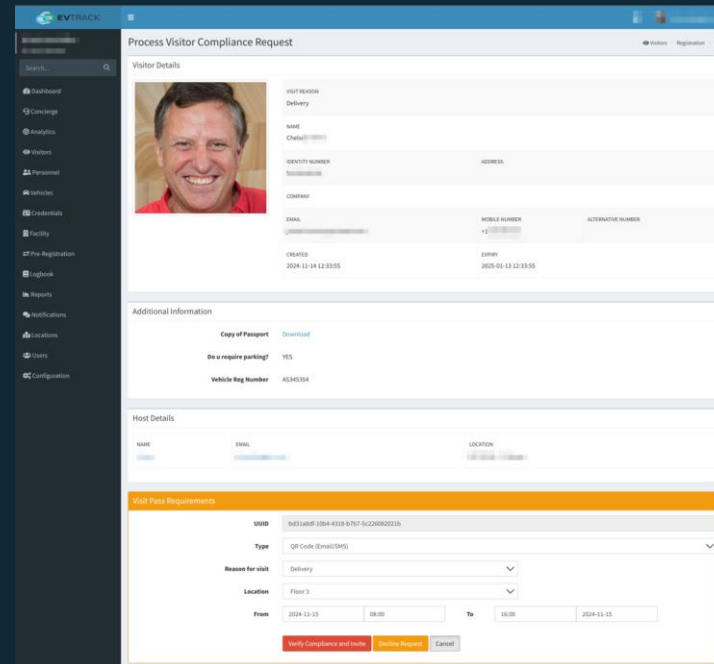 EVTRACK
Process Visitor Compliance Request
Visitors
Registration
Search...
Dashboard
Concierge
Analytics
Visitors
Personnel
Vehicles
Credentials
Facility
Pre-Registration
Logbook
Reports
Notifications
Locations
Users
Configuration
Visitor Details
VISIT REASON
Delivery
NAME
IDENTITY NUMBER ADDRESS
COMPANY
EMAIL MOBILE NUMBER ALTERNATIVE NUMBER
+1
CREATED EXPIRY
2024-11-14 12:33:55 2025-01-13 12:33:55
Additional Information
Copy of Passport Download
Do u require parking? YES
Vehicle Reg Number AS345354
Host Details
NAME EMAIL LOCATION
Visit Pass Requirements
UUID
Type QR Code (Email/SMS)
Reason for visit Delivery
Location Floor 3
From 2024-11-15 08:00 To 16:00 2024-11-15
Verify Compliance and Invite Decline Request Cancel